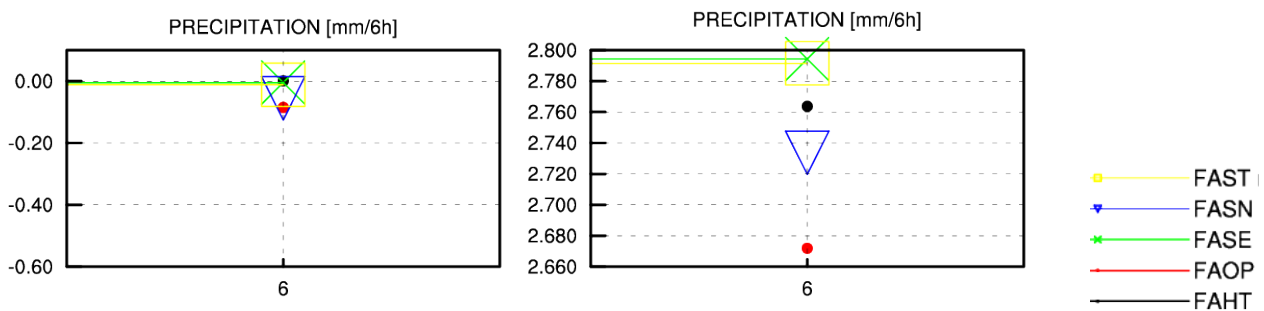 PRECIPITATION [mm/6h]
0.00
-0.20
-0.40
-0.60
6
PRECIPITATION [mm/6h]
2.800
2.780
2.760
2.740
2.720
2.700
2.680
2.660
6
FAST
FASN
FASE
FAOP
FAHT